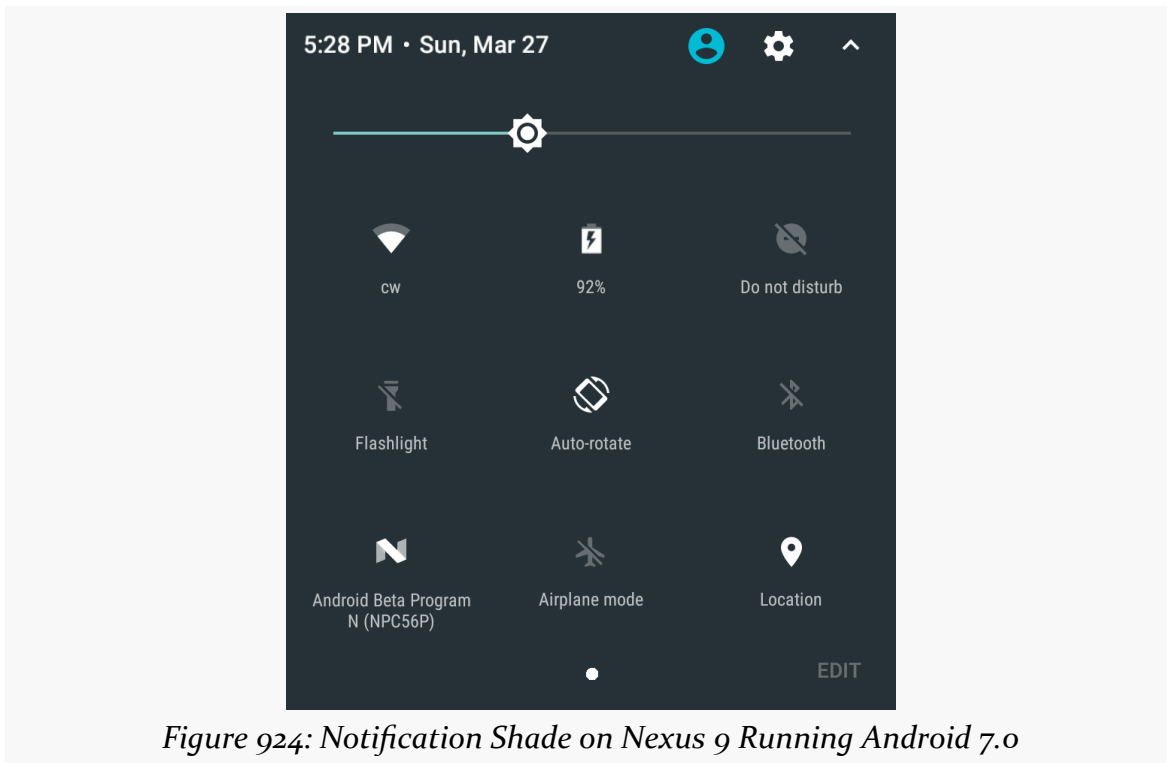 5:28 PM • Sun, Mar 27
cw
92%
Do not disturb
Flashlight
Auto-rotate
Bluetooth
Android Beta Program
N (NPC56P)
Airplane mode
Location
EDIT
Figure 924: Notification Shade on Nexus 9 Running Android 7.0